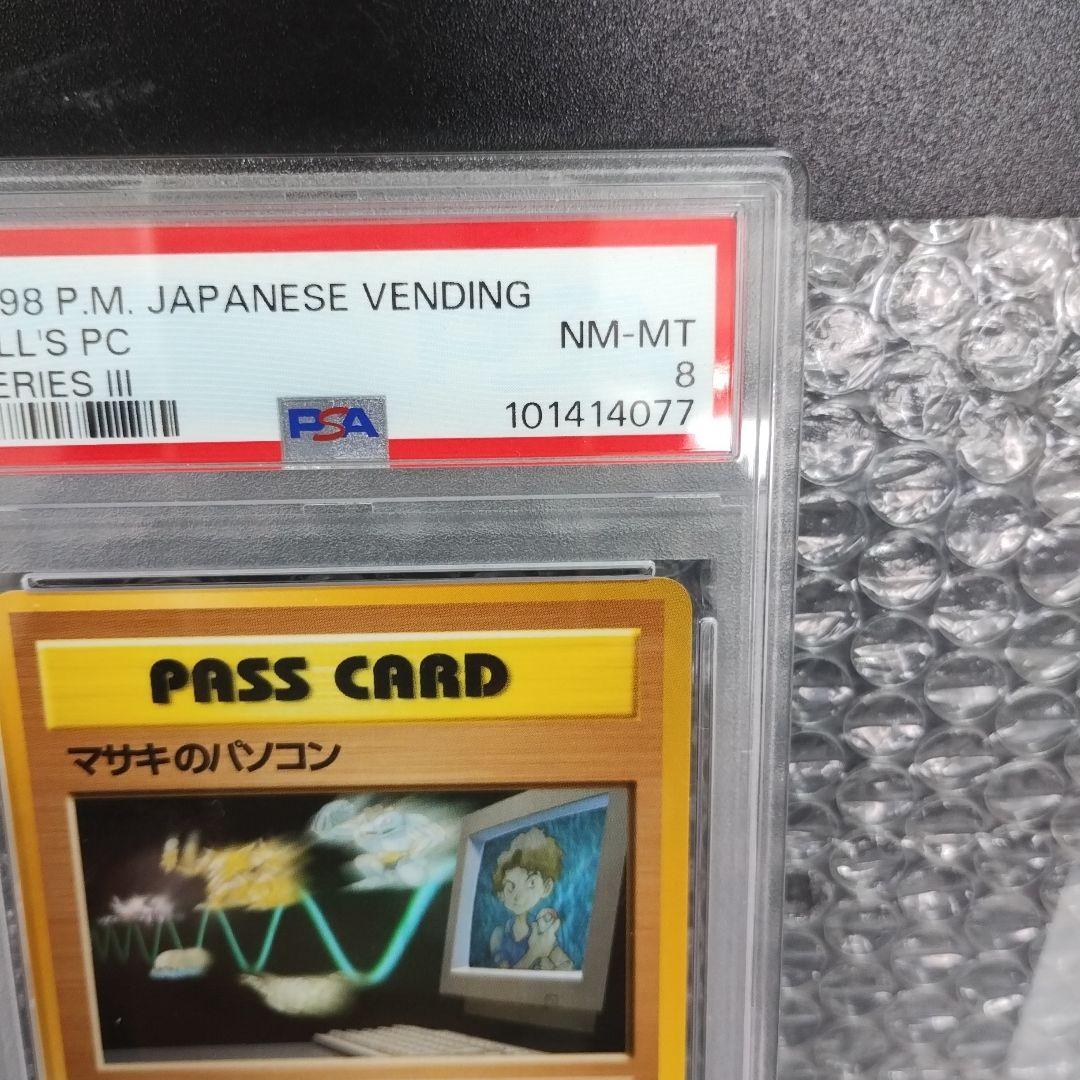 98 P.M. JAPANESE VENDING
LL'S PC
NM-MT
ERIES III
8
PSA
101414077
PASS CARD
マサキのパソコン